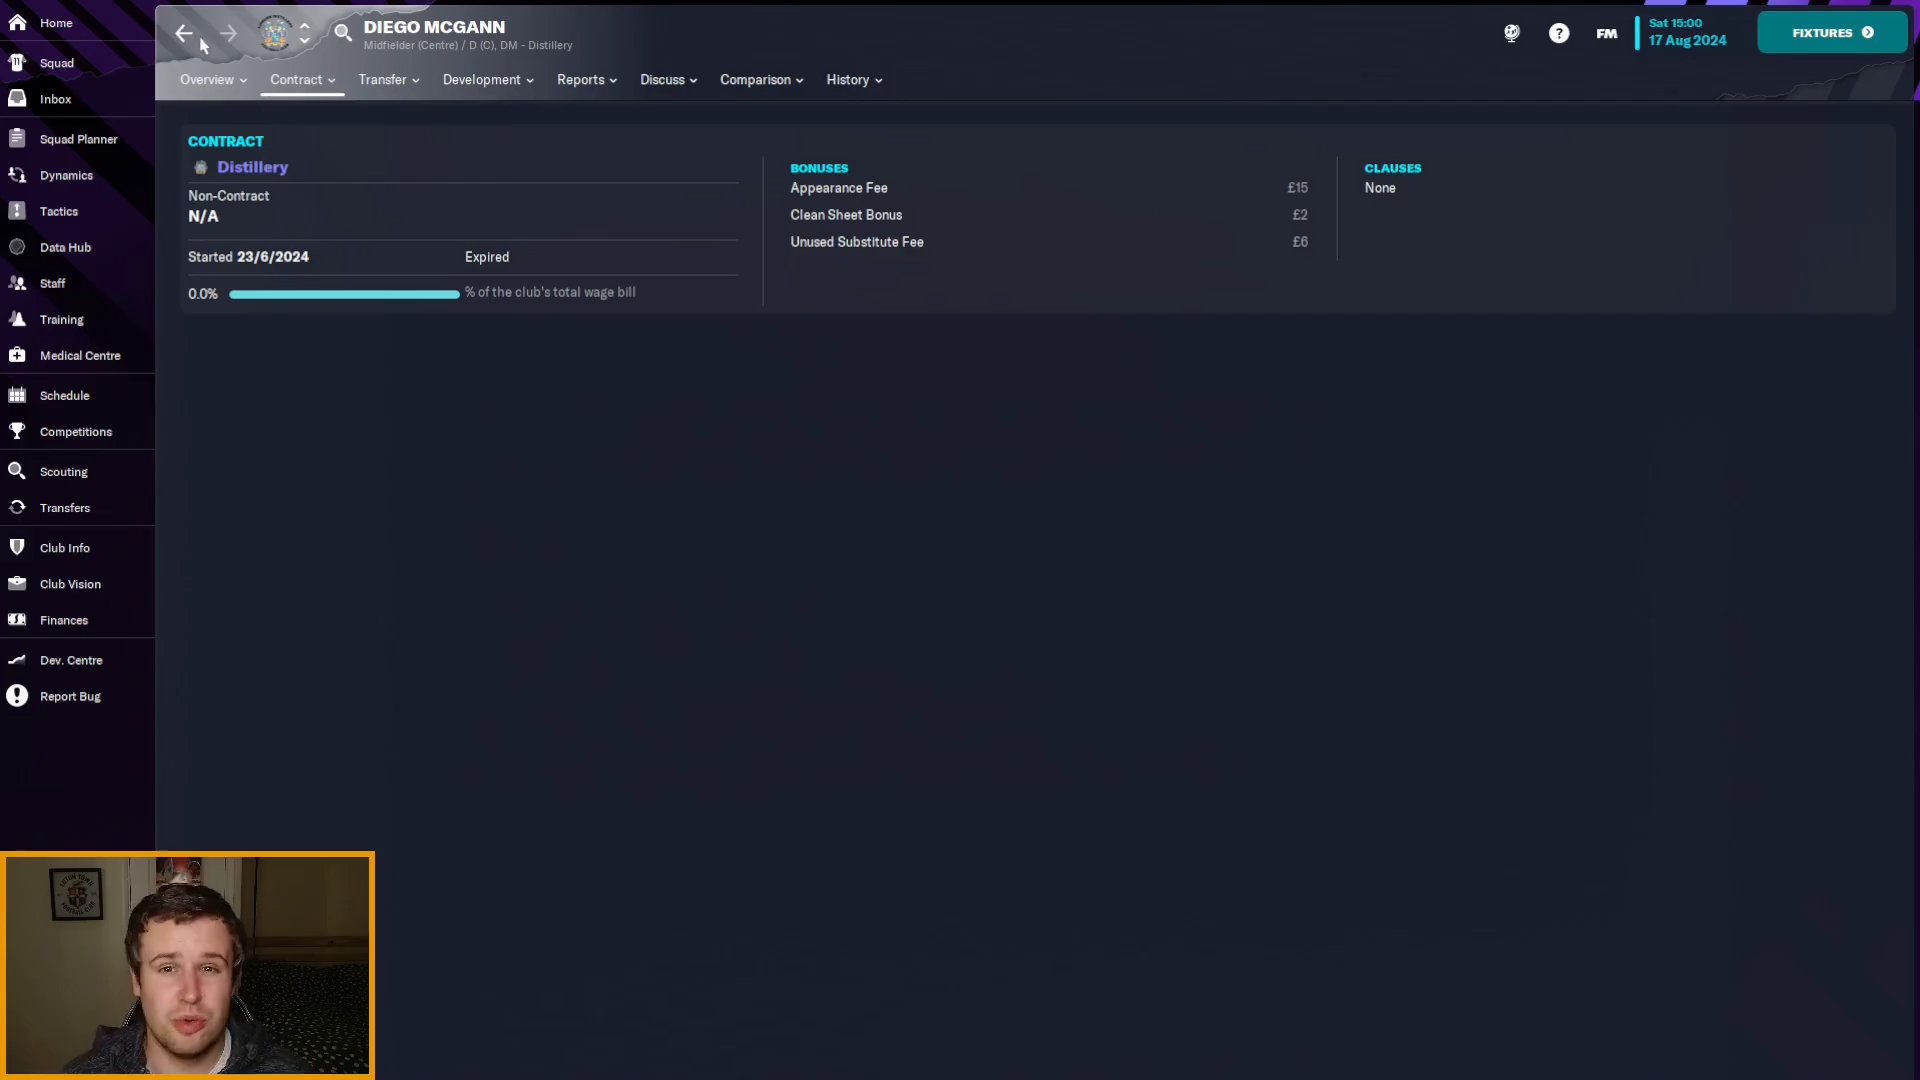 Home
Squad
Inbox
Squad Planner
Dynamics
Tactics
Data Hub
Staff
Training
Medical Centre
Schedule
Competitions
Scouting
Transfers
Club Info
Club Vision
Finances
Dev. Centre
Report Bug
DIEGO MCGANN
Midfielder (Centre) / D (C), DM - Distillery
FM
Sat 15:00
17 Aug 2024
FIXTURES
Overview
Contract
Transfer
Development
Reports
Discuss
Comparison
History
CONTRACT
Distillery
Non-Contract
N/A
Started 23/6/2024 Expired
0.0% % of the club's total wage bill
BONUSES
Appearance Fee £15
Clean Sheet Bonus £2
Unused Substitute Fee £6
CLAUSES
None
LUTON TOWN
FOOTBALL CLUB